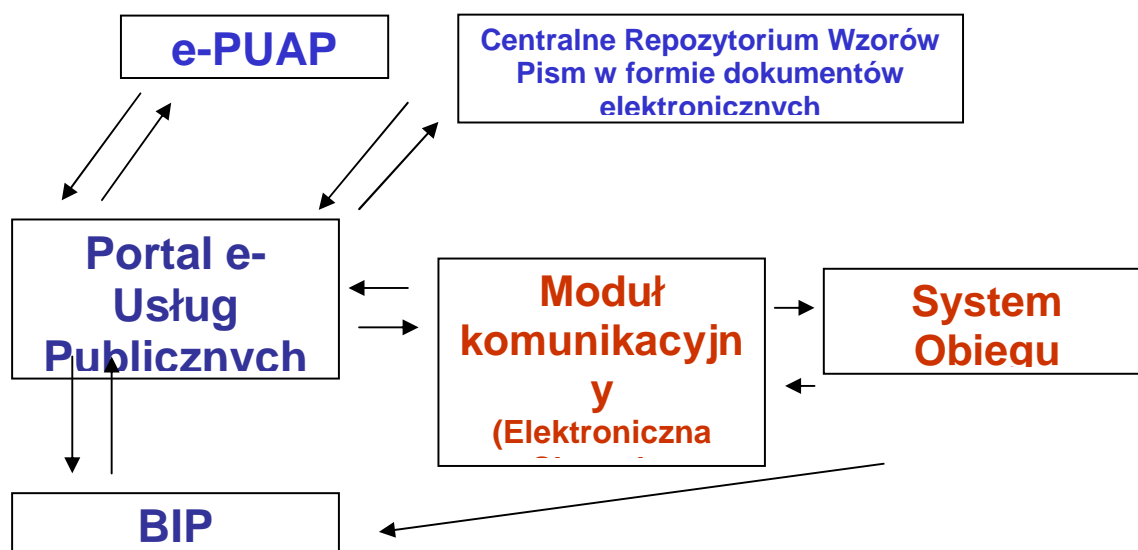 e-PUAP
Centralne Repozytorium Wzorów
Pism w formie dokumentów
elektronicznych
Portal e-
Usług
Publicznych
Moduł
komunikacyjn
y
(Elektroniczna
System
Obiegu
BIP